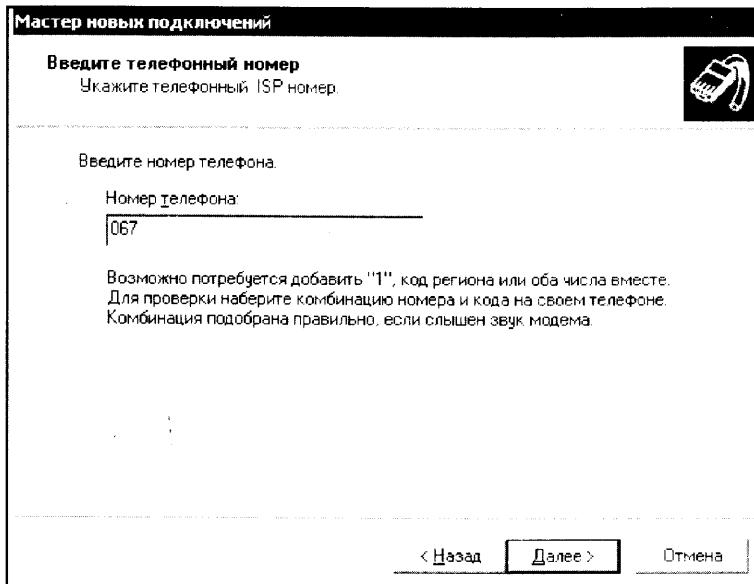 Мастер новых подключений
Введите телефонный номер
Укажите телефонный ISP номер.
Введите номер телефона.
Номер телефона:
067
Возможно потребуется добавить "1", код региона или оба числа вместе.
Для проверки наберите комбинацию номера и кода на своем телефоне.
Комбинация подобрана правильно, если слышен звук модема.
< Назад Далее > Отмена